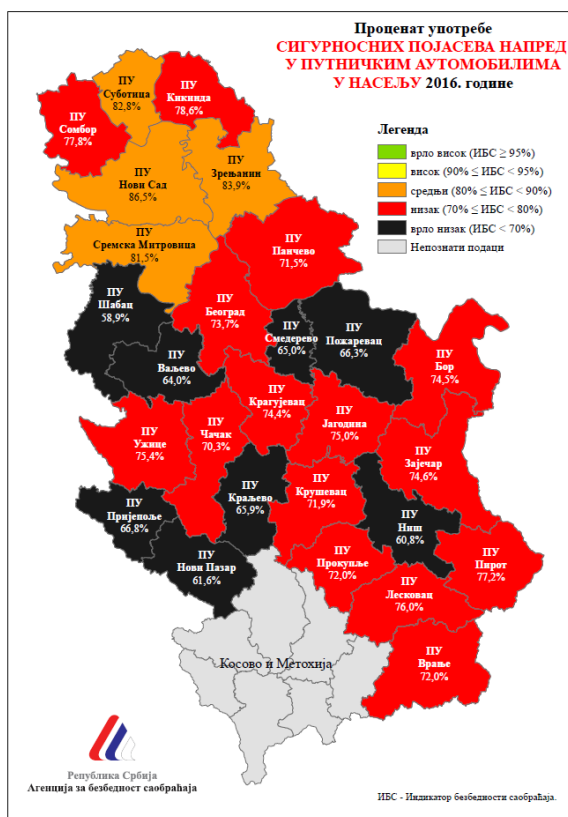 Проценат употребе
СИГУРНОСНИХ ПОЈАСЕВА НАПРЕД
У ПУТНИЧКИМ АУТОМОБИЛИМА
У НАСЕЉУ 2016. године
Легенда
врло висок (ИБС ≥ 95%)
висок (90% ≤ ИБС < 95%)
средњи (80% ≤ ИБС < 90%)
низак (70% ≤ ИБС < 80%)
врло низак (ИБС < 70%)
Непознати подаци
ПУ
Суботица
82,8%
ПУ
Кикинда
78,6%
ПУ
Сомбор
77,8%
ПУ
Нови Сад
86,5%
ПУ
Зрењанин
83,9%
ПУ
Сремска Митровица
81,5%
ПУ
Панчево
71,5%
ПУ
Шабац
58,9%
ПУ
Београд
73,7%
ПУ
Смедерево
65,0%
ПУ
Пожаревац
66,3%
ПУ
Бор
74,5%
ПУ
Ваљево
64,0%
ПУ
Крагујевац
74,4%
ПУ
Јагодина
75,0%
ПУ
Ужице
75,4%
ПУ
Чачак
70,3%
ПУ
Зајечар
74,6%
ПУ
Краљево
65,9%
ПУ
Крушевац
71,9%
ПУ
Пријепоље
66,8%
ПУ
Ниш
60,8%
ПУ
Нови Пазар
61,6%
ПУ
Прокупље
72,0%
ПУ
Пирот
77,2%
ПУ
Лесковац
76,0%
ПУ
Врање
72,0%
Косово и Метохија
Република Србија
Агенција за безбедност саобраћаја
ИБС - Индикатор безбедности саобраћаја.